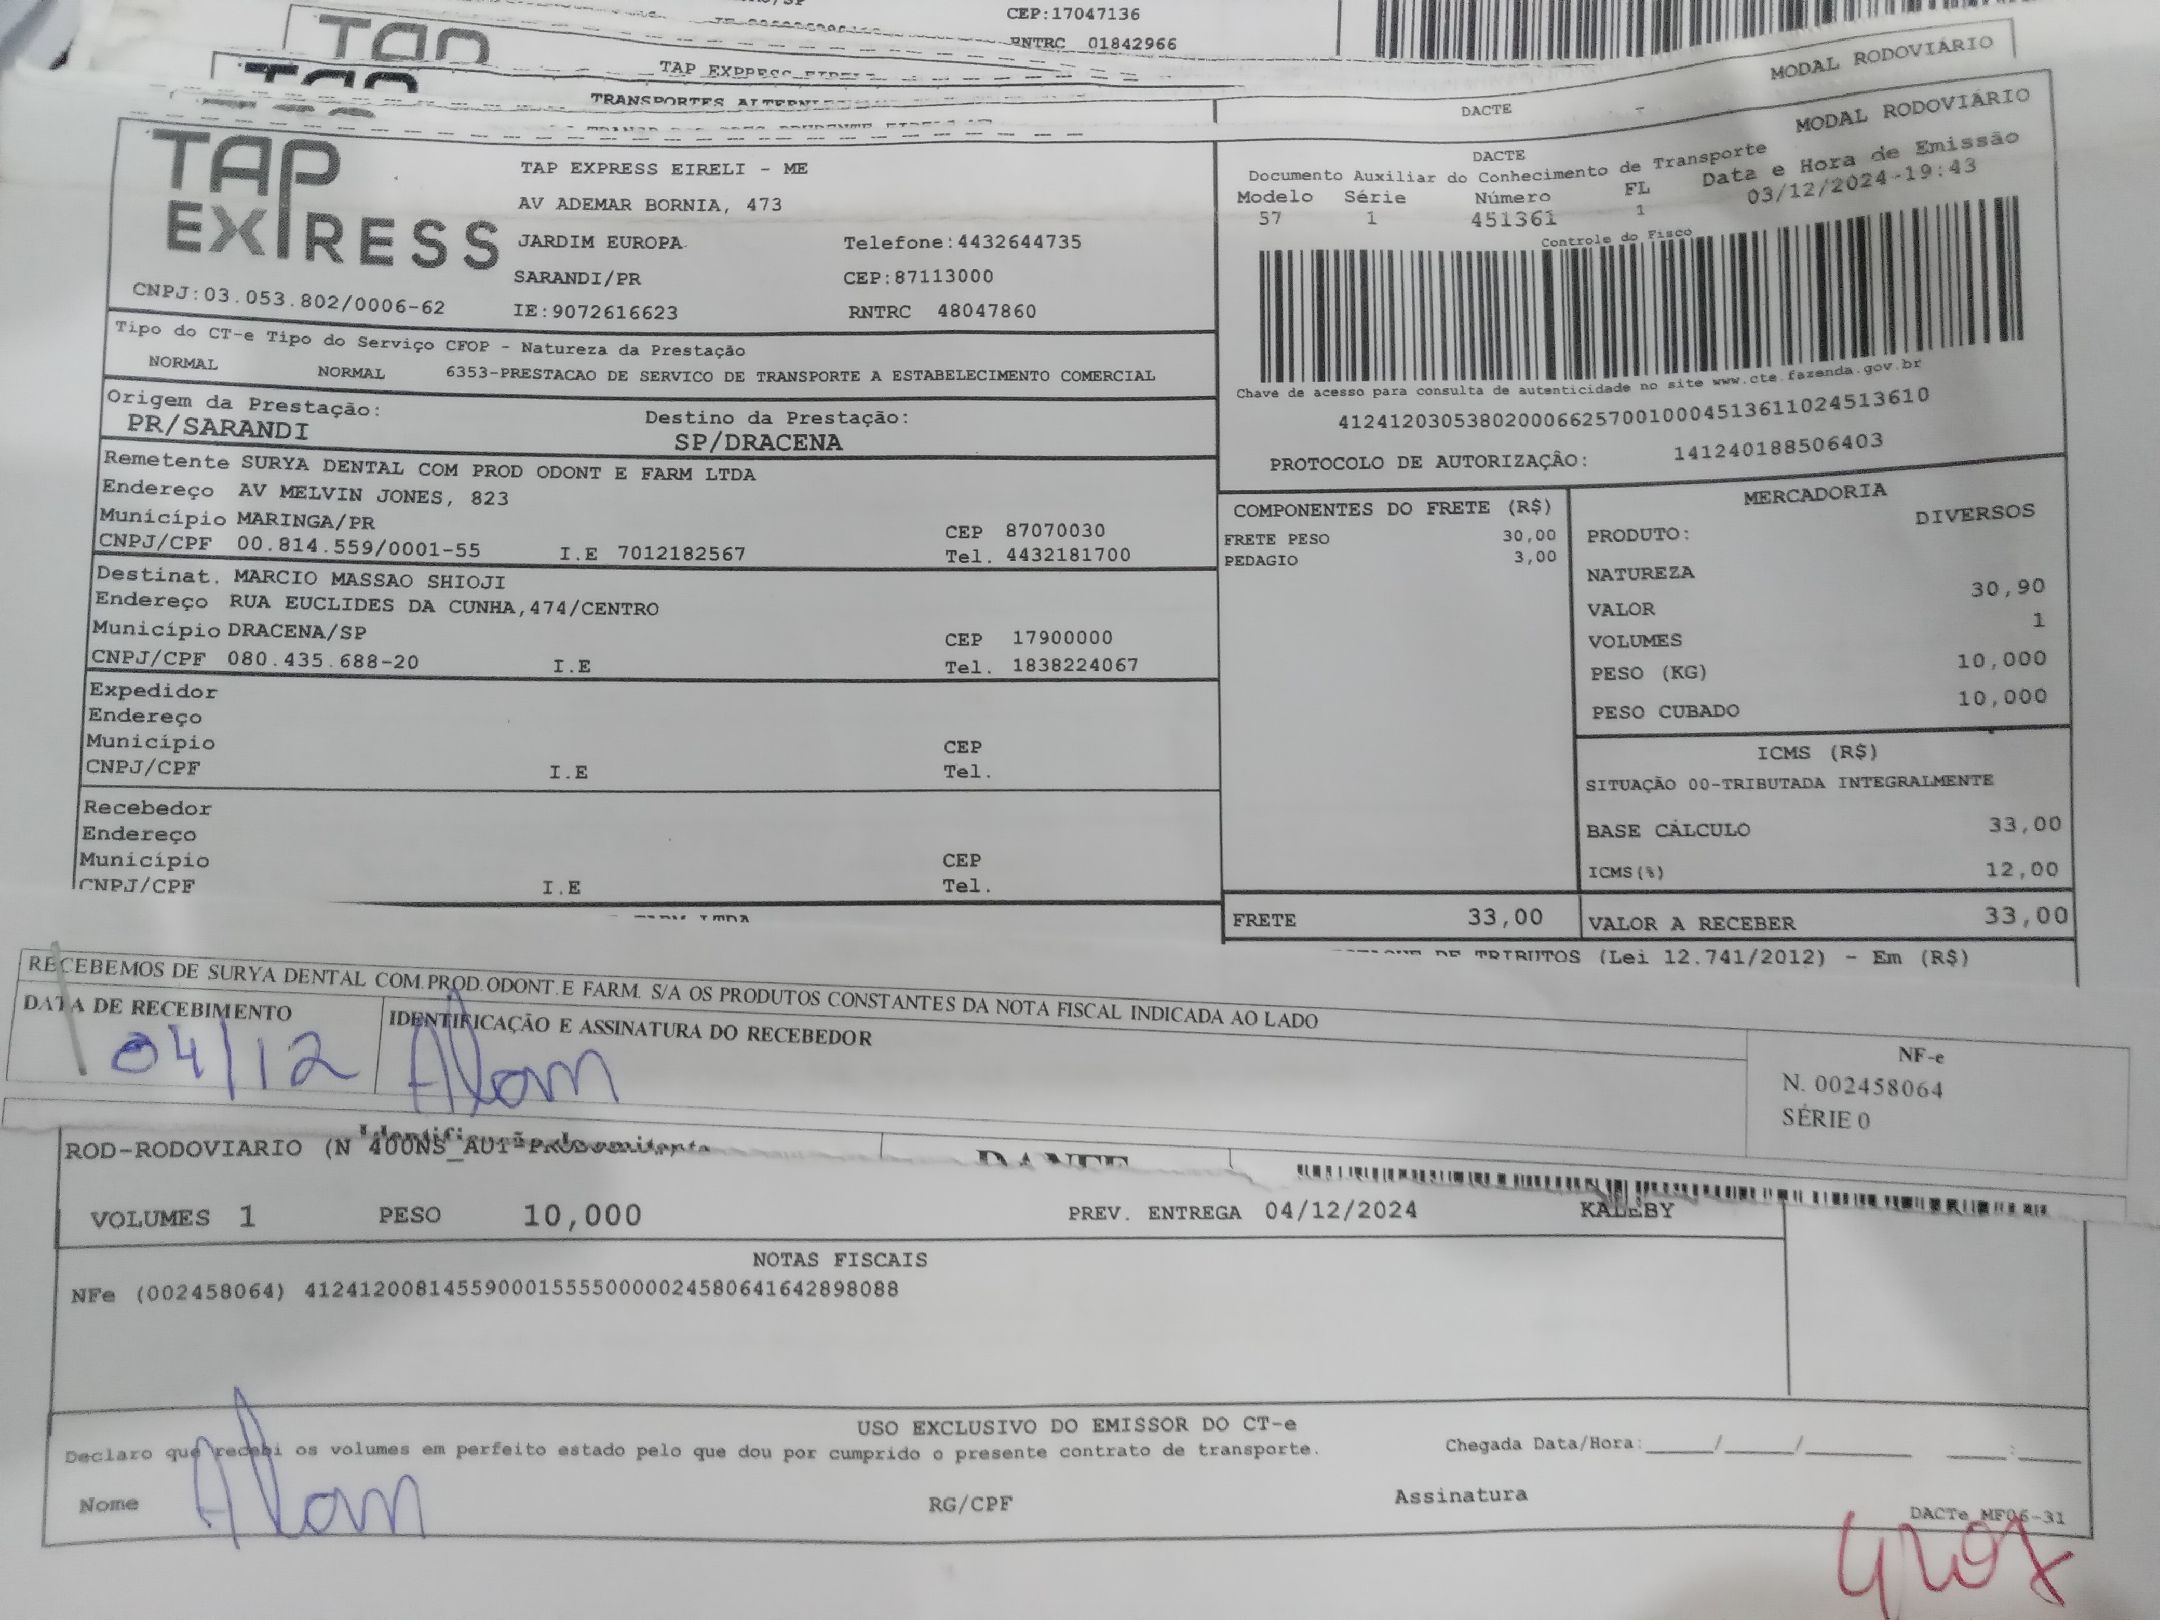 CEP:17047136
RNTRC 01842966
TAP
MODAL RODOVIÁRIO
DACTE
TAP EXPRESS
CNPJ:03.053.802/0006-62
TAP EXPRESS EIRELI - ME
AV ADEMAR BORNIA, 473
JARDIM EUROPA Telefone:4432644735
SARANDI/PR CEP:87113000
IE:9072616623 RNTRC 48047860
MODAL RODOVIÁRIO
DACTE
Documento Auxiliar do Conhecimento de Transporte
Modelo Série Número FL Data e Hora de Emissão
57 1 451361 1 03/12/2024-19:43
Controle do Fisco
Chave de acesso para consulta de autenticidade no site www.cte.fazenda.gov.br
41241203053802000662570010004513611024513610
PROTOCOLO DE AUTORIZAÇÃO: 141240188506403
Tipo do CT-e Tipo do Serviço CFOP - Natureza da Prestação
NORMAL NORMAL 6353-PRESTACAO DE SERVICO DE TRANSPORTE A ESTABELECIMENTO COMERCIAL
Origem da Prestação: Destino da Prestação:
PR/SARANDI SP/DRACENA
Remetente SURYA DENTAL COM PROD ODONT E FARM LTDA
Endereço AV MELVIN JONES, 823
Município MARINGA/PR CEP 87070030
CNPJ/CPF 00.814.559/0001-55 I.E 7012182567 Tel. 4432181700
Destinat. MARCIO MASSAO SHIOJI
Endereço RUA EUCLIDES DA CUNHA,474/CENTRO
Município DRACENA/SP CEP 17900000
CNPJ/CPF 080.435.688-20 I.E Tel. 1838224067
Expedidor
Endereço
Município CEP
CNPJ/CPF I.E Tel.
Recebedor
Endereço
Município CEP
CNPJ/CPF I.E Tel.
COMPONENTES DO FRETE (R$)
FRETE PESO 30,00
PEDAGIO 3,00
FRETE 33,00
MERCADORIA
PRODUTO: DIVERSOS
NATUREZA
VALOR 30,90
VOLUMES 1
PESO (KG) 10,000
PESO CUBADO 10,000
ICMS (R$)
SITUAÇÃO 00-TRIBUTADA INTEGRALMENTE
BASE CÁLCULO 33,00
ICMS(%) 12,00
VALOR A RECEBER 33,00
DE TRIBUTOS (Lei 12.741/2012) - Em (R$)
RECEBEMOS DE SURYA DENTAL COM.PROD.ODONT.E FARM. S/A OS PRODUTOS CONSTANTES DA NOTA FISCAL INDICADA AO LADO
DATA DE RECEBIMENTO IDENTIFICAÇÃO E ASSINATURA DO RECEBEDOR
04/12 Alan
NF-e
N. 002458064
SÉRIE 0
ROD-RODOVIARIO (N
VOLUMES 1 PESO 10,000 PREV. ENTREGA 04/12/2024 KALEBY
NOTAS FISCAIS
NFe (002458064) 41241200814559000155550000024580641642898088
USO EXCLUSIVO DO EMISSOR DO CT-e
Declaro que recebi os volumes em perfeito estado pelo que dou por cumprido o presente contrato de transporte. Chegada Data/Hora:_____/_____/_______ ____:____
Nome Alan RG/CPF Assinatura
DACTe MF06-31